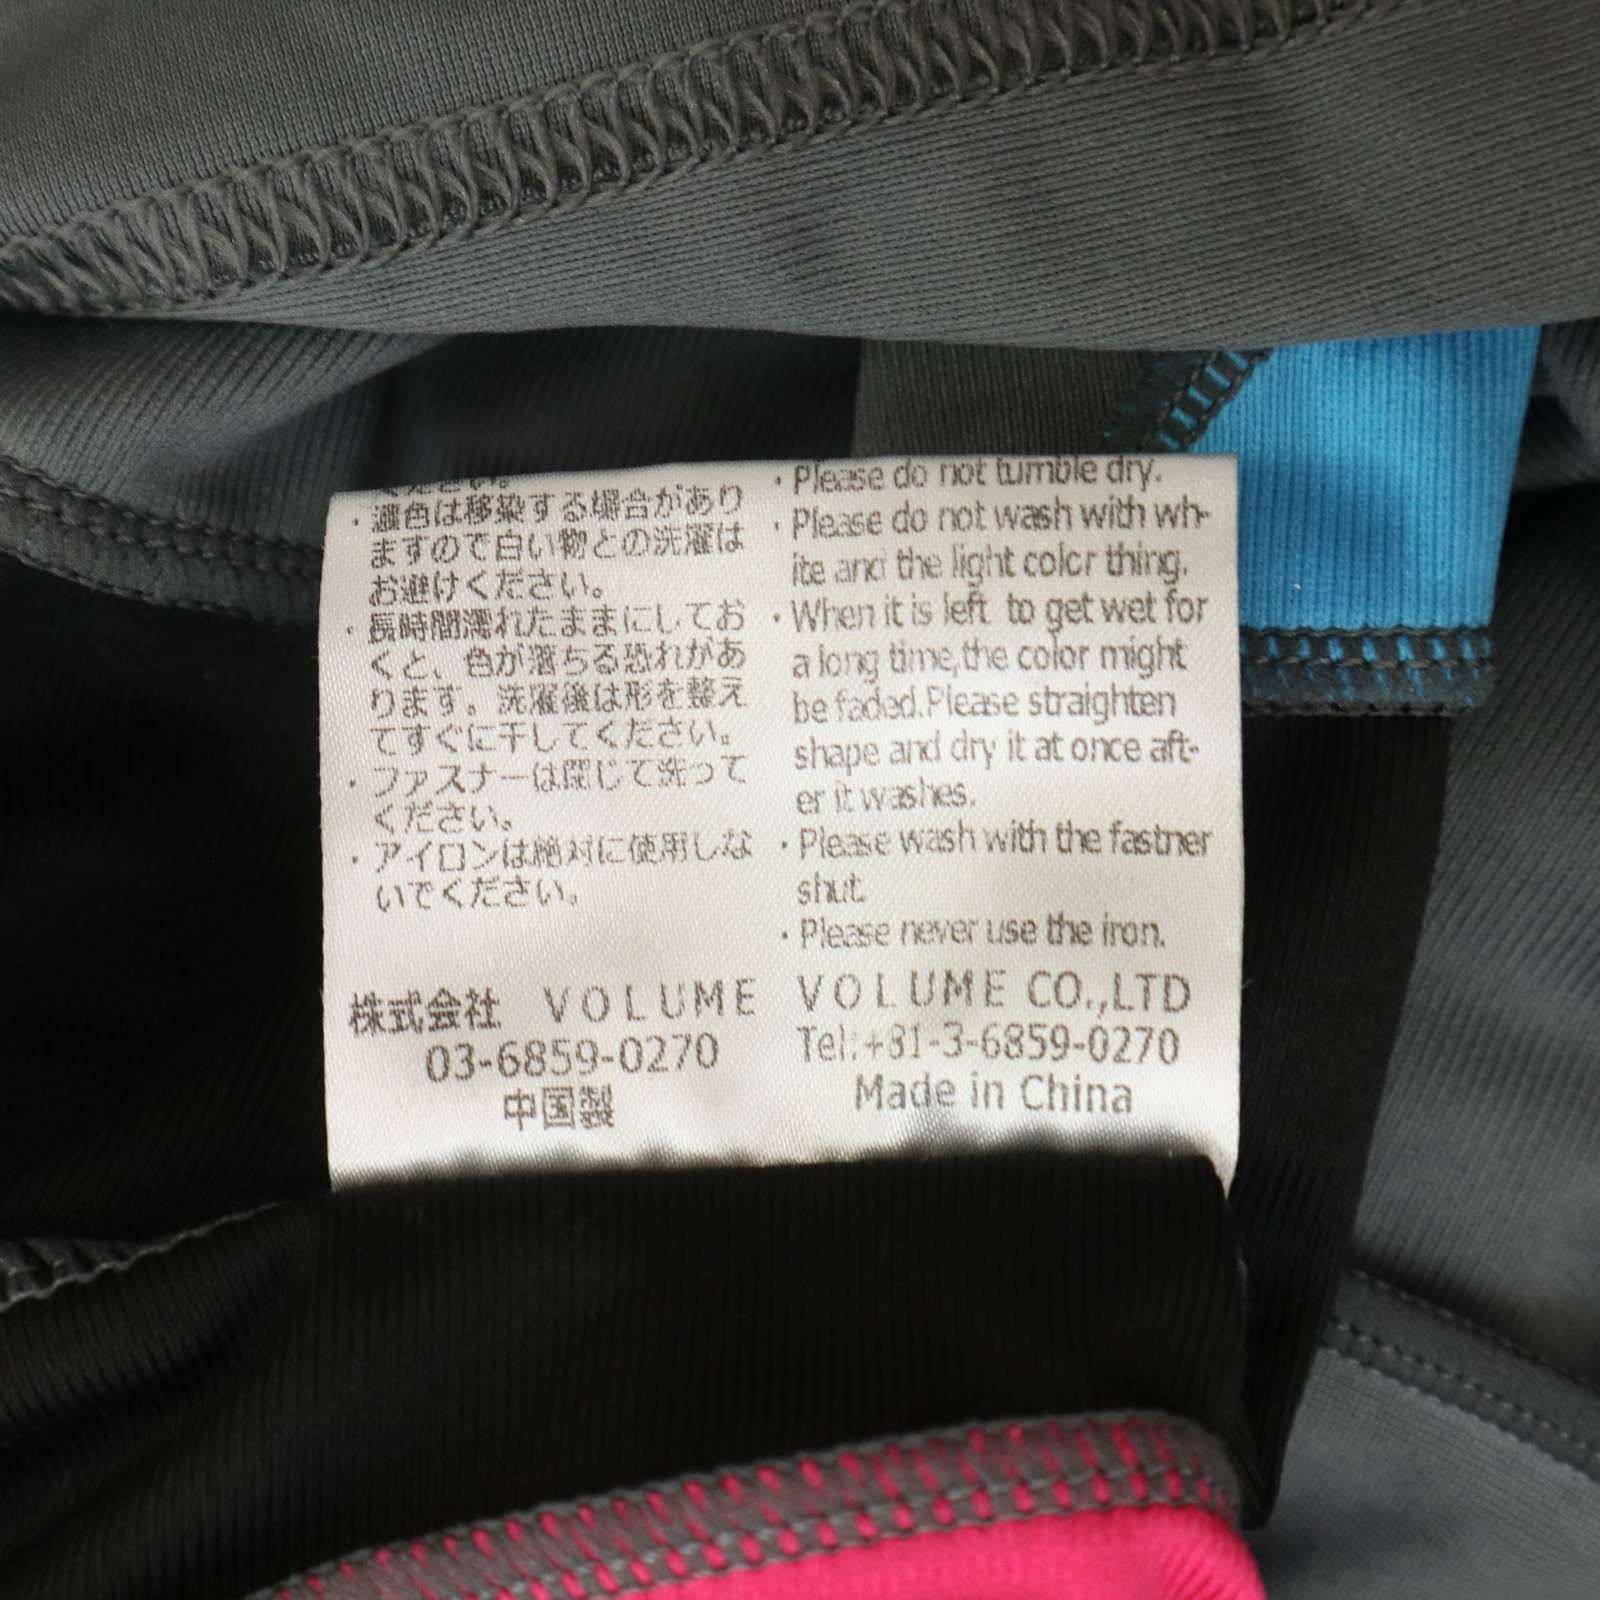 ください。
・濃色は移染する場合があり
ますので白い物との洗濯は
お避けください。
・長時間濡れたままにしてお
くと、色が落ちる恐れがあ
ります。洗濯後は形を整え
てすぐに干してください。
・ファスナーは閉じて洗って
ください。
・アイロンは絶対に使用しな
いでください。
株式会社 VOLUME
03-6859-0270
中国製
・Please do not tumble dry.
・Please do not wash with wh-
ite and the light color thing.
・When it is left to get wet for
a long time,the color might
be faded.Please straighten
shape and dry it at once aft-
er it washes.
・Please wash with the fastner
shut.
・Please never use the iron.
VOLUME CO.,LTD
Tel:+81-3-6859-0270
Made in China